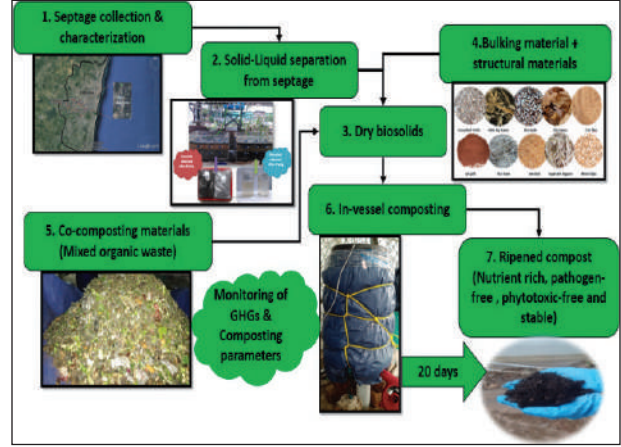 1. Septage collection &
characterization
2. Solid-Liquid separation
from septage
4.Bulking material +
structural materials
3. Dry biosolids
5. Co-composting materials
(Mixed organic waste)
6. In-vessel composting
7. Ripened compost
(Nutrient rich, pathogen-
free , phytotoxic-free and
stable)
Monitoring of
GHGs &
Composting
parameters
20 days